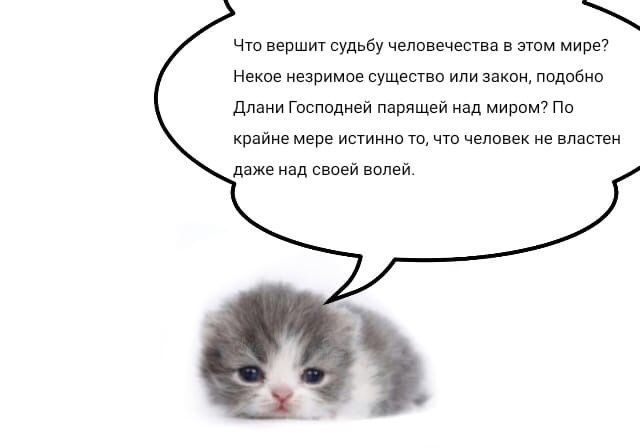 Что вершит судьбу человечества в этом мире?
Некое незримое существо или закон, подобно
Длани Господней парящей над миром? По
крайне мере истинно то, что человек не властен
даже над своей волей.